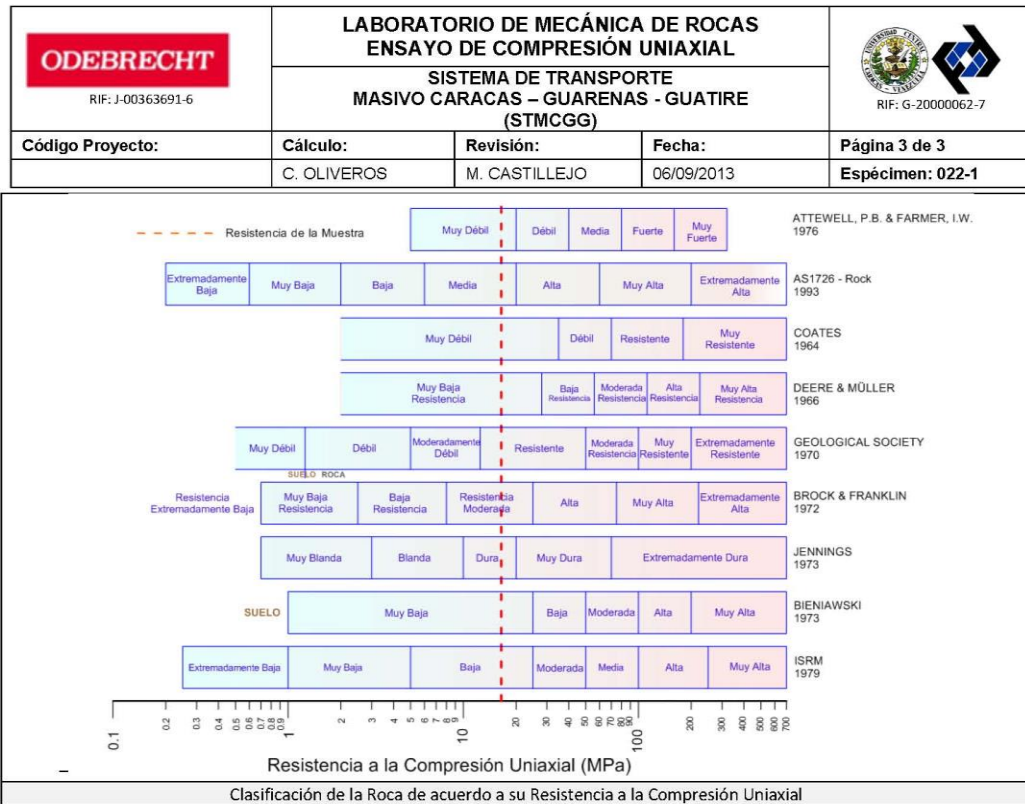 ODEBRECHT
RIF: J-00363691-6
LABORATORIO DE MECÁNICA DE ROCAS
ENSAYO DE COMPRESIÓN UNIAXIAL
SISTEMA DE TRANSPORTE
MASIVO CARACAS – GUARENAS - GUATIRE
(STMCGG)
RIF: G-20000062-7
Código Proyecto: Cálculo: Revisión: Fecha: Página 3 de 3
C. OLIVEROS M. CASTILLEJO 06/09/2013 Espécimen: 022-1
Resistencia de la Muestra
Muy Débil Débil Media Fuerte Muy Fuerte
ATTEWELL, P.B. & FARMER, I.W.
1976
Extremadamente Baja Muy Baja Baja Media Alta Muy Alta Extremadamente Alta
AS1726 - Rock
1993
Muy Débil Débil Resistente Muy Resistente
COATES
1964
Muy Baja Resistencia Baja Resistencia Moderada Resistencia Alta Resistencia Muy Alta Resistencia
DEERE & MÜLLER
1966
Muy Débil Débil Moderadamente Débil Resistente Moderada Resistencia Muy Resistente Extremadamente Resistente
GEOLOGICAL SOCIETY
1970
SUELO ROCA
Resistencia Extremadamente Baja Muy Baja Resistencia Baja Resistencia Resistencia Moderada Alta Muy Alta Extremadamente Alta
BROCK & FRANKLIN
1972
Muy Blanda Blanda Dura Muy Dura Extremadamente Dura
JENNINGS
1973
SUELO Muy Baja Baja Moderada Alta Muy Alta
BIENIAWSKI
1973
Extremadamente Baja Muy Baja Baja Moderada Media Alta Muy Alta
ISRM
1979
0.1 0.2 0.3 0.4 0.5 0.6 0.7 0.8 0.9 1 2 3 4 5 6 7 8 9 10 20 30 40 50 60 70 80 90 100 200 300 400 500 600 700
Resistencia a la Compresión Uniaxial (MPa)
Clasificación de la Roca de acuerdo a su Resistencia a la Compresión Uniaxial